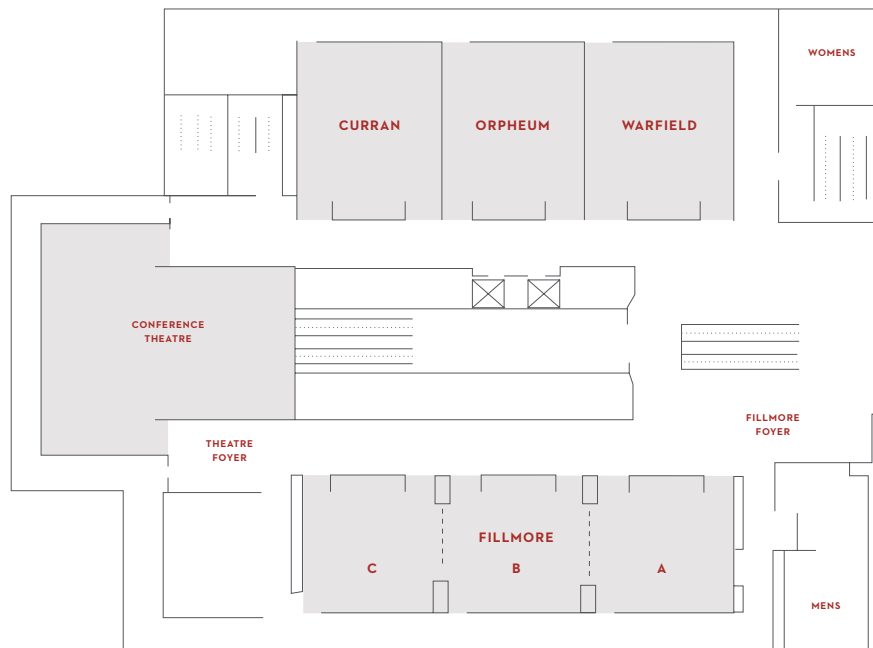 WOMENS
CURRAN
ORPHEUM
WARFIELD
CONFERENCE
THEATRE
FILLMORE
FOYER
THEATRE
FOYER
FILLMORE
C
B
A
MENS